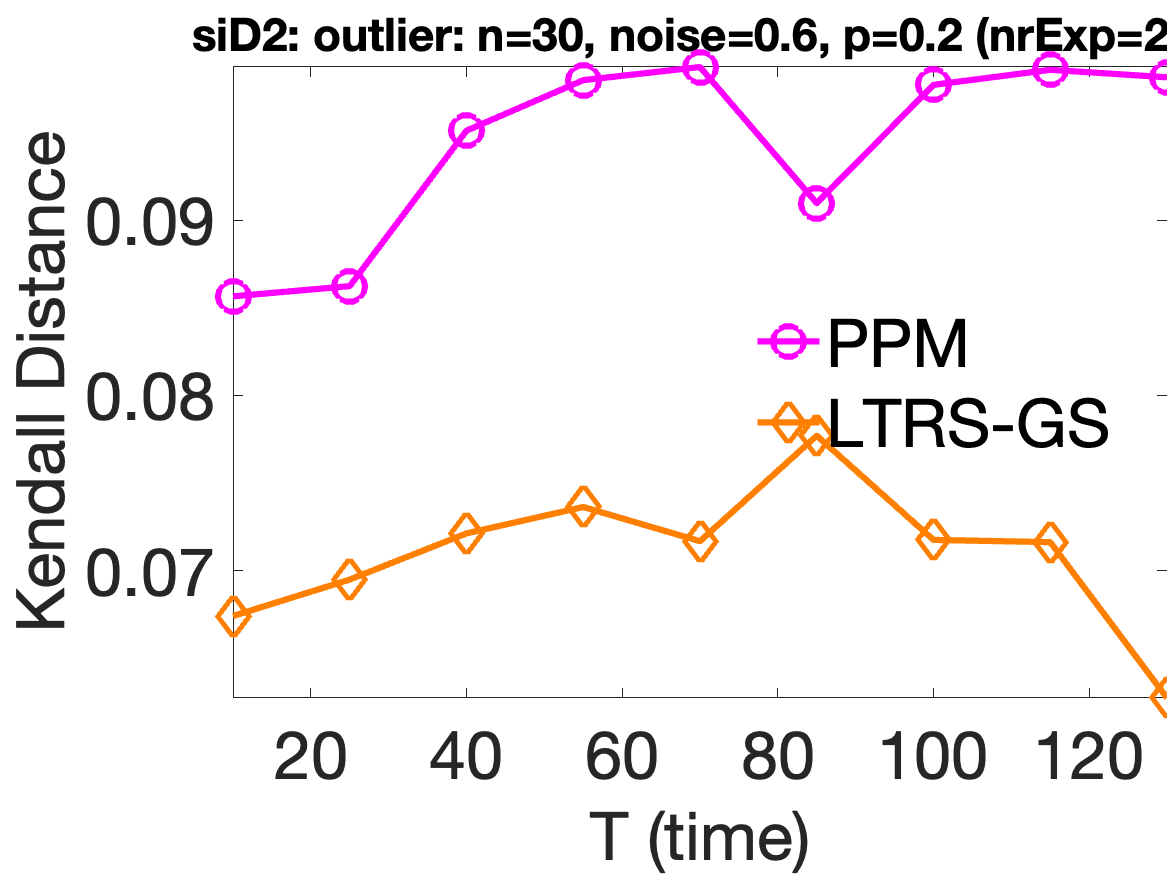 siD2: outlier: n=30, noise=0.6, p=0.2 (nrExp=2
Kendall Distance
0.09
0.08
0.07
PPM
LTRS-GS
20 40 60 80 100 120
T (time)